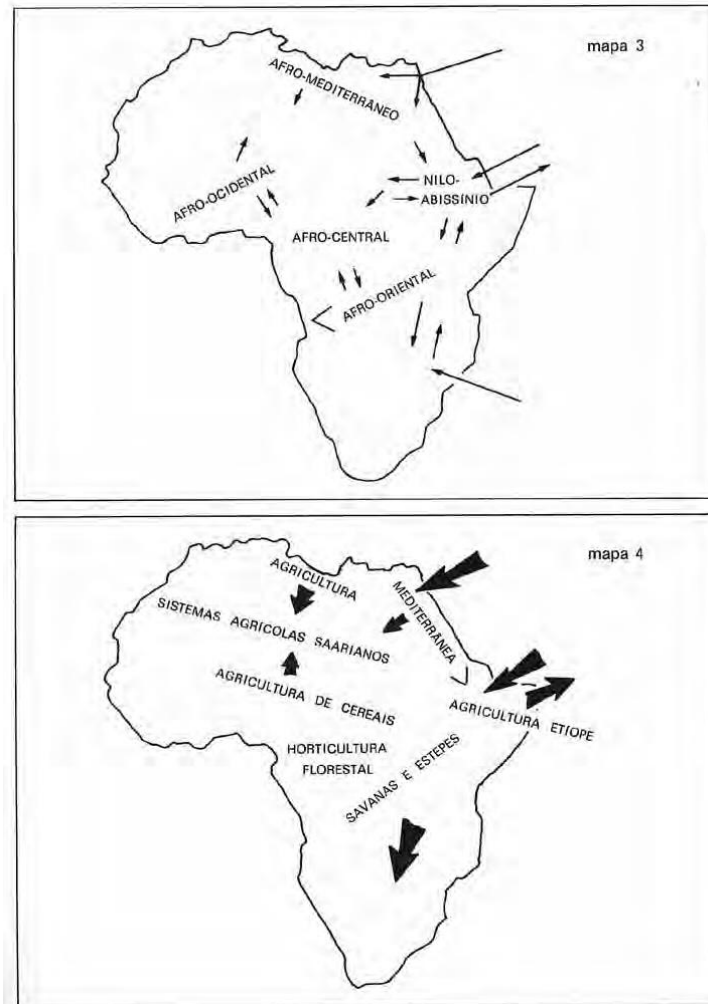 mapa 3
AFRO-MEDITERRÂNEO
AFRO-OCIDENTAL
NILO-
ABISSÍNIO
AFRO-CENTRAL
AFRO-ORIENTAL
mapa 4
AGRICULTURA
MEDITERRÂNEA
SISTEMAS AGRÍCOLAS SAARIANOS
AGRICULTURA DE CEREAIS
AGRICULTURA ETIOPE
HORTICULTURA
FLORESTAL
SAVANAS E ESTEPES